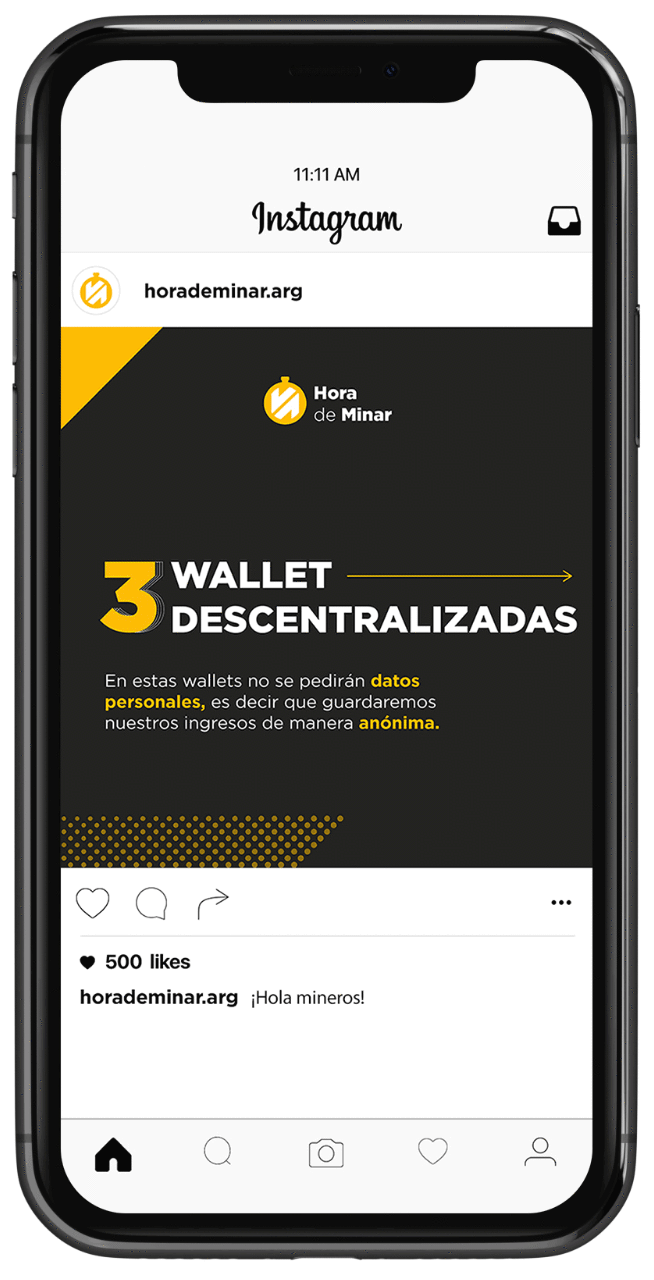 11:11 AM
Instagram
horademinar.arg
Hora
de Minar
3 WALLET
DESCENTRALIZADAS
En estas wallets no se pedirán datos
personales, es decir que guardaremos
nuestros ingresos de manera anónima.
500 likes
horademinar.arg ¡Hola mineros!